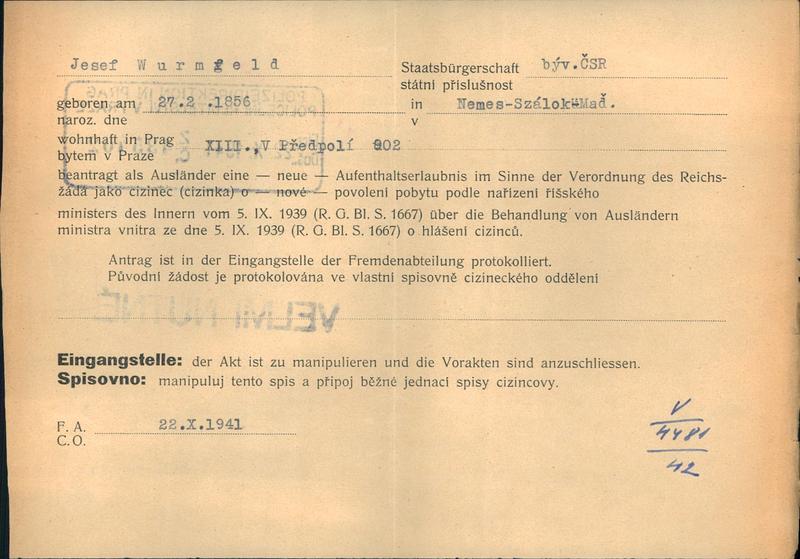 Josef Wurmfeld
Staatsbürgerschaft býv.ČSR
státní příslušnost
geboren am 27.2 .1856 in Nemes-Szálok-Maď.
naroz. dne v
wohnhaft in Prag XIII.,V Předpolí 902
bytem v Praze
beantragt als Ausländer eine — neue — Aufenthaltserlaubnis im Sinne der Verordnung des Reichs-
žádá jako cizinec (cizinka) o — nové — povolení pobytu podle nařízení říšského
ministers des Innern vom 5. IX. 1939 (R. G. Bl. S. 1667) über die Behandlung von Ausländern
ministra vnitra ze dne 5. IX. 1939 (R. G. Bl. S. 1667) o hlášení cizinců.
Antrag ist in der Eingangstelle der Fremdenabteilung protokolliert.
Původní žádost je protokolována ve vlastní spisovně cizineckého oddělení
VELMI NUTNÉ
Eingangstelle: der Akt ist zu manipulieren und die Vorakten sind anzuschliessen.
Spisovno: manipuluj tento spis a připoj běžné jednací spisy cizincovy.
F. A. 22.X.1941
C. O.
V
4481
42